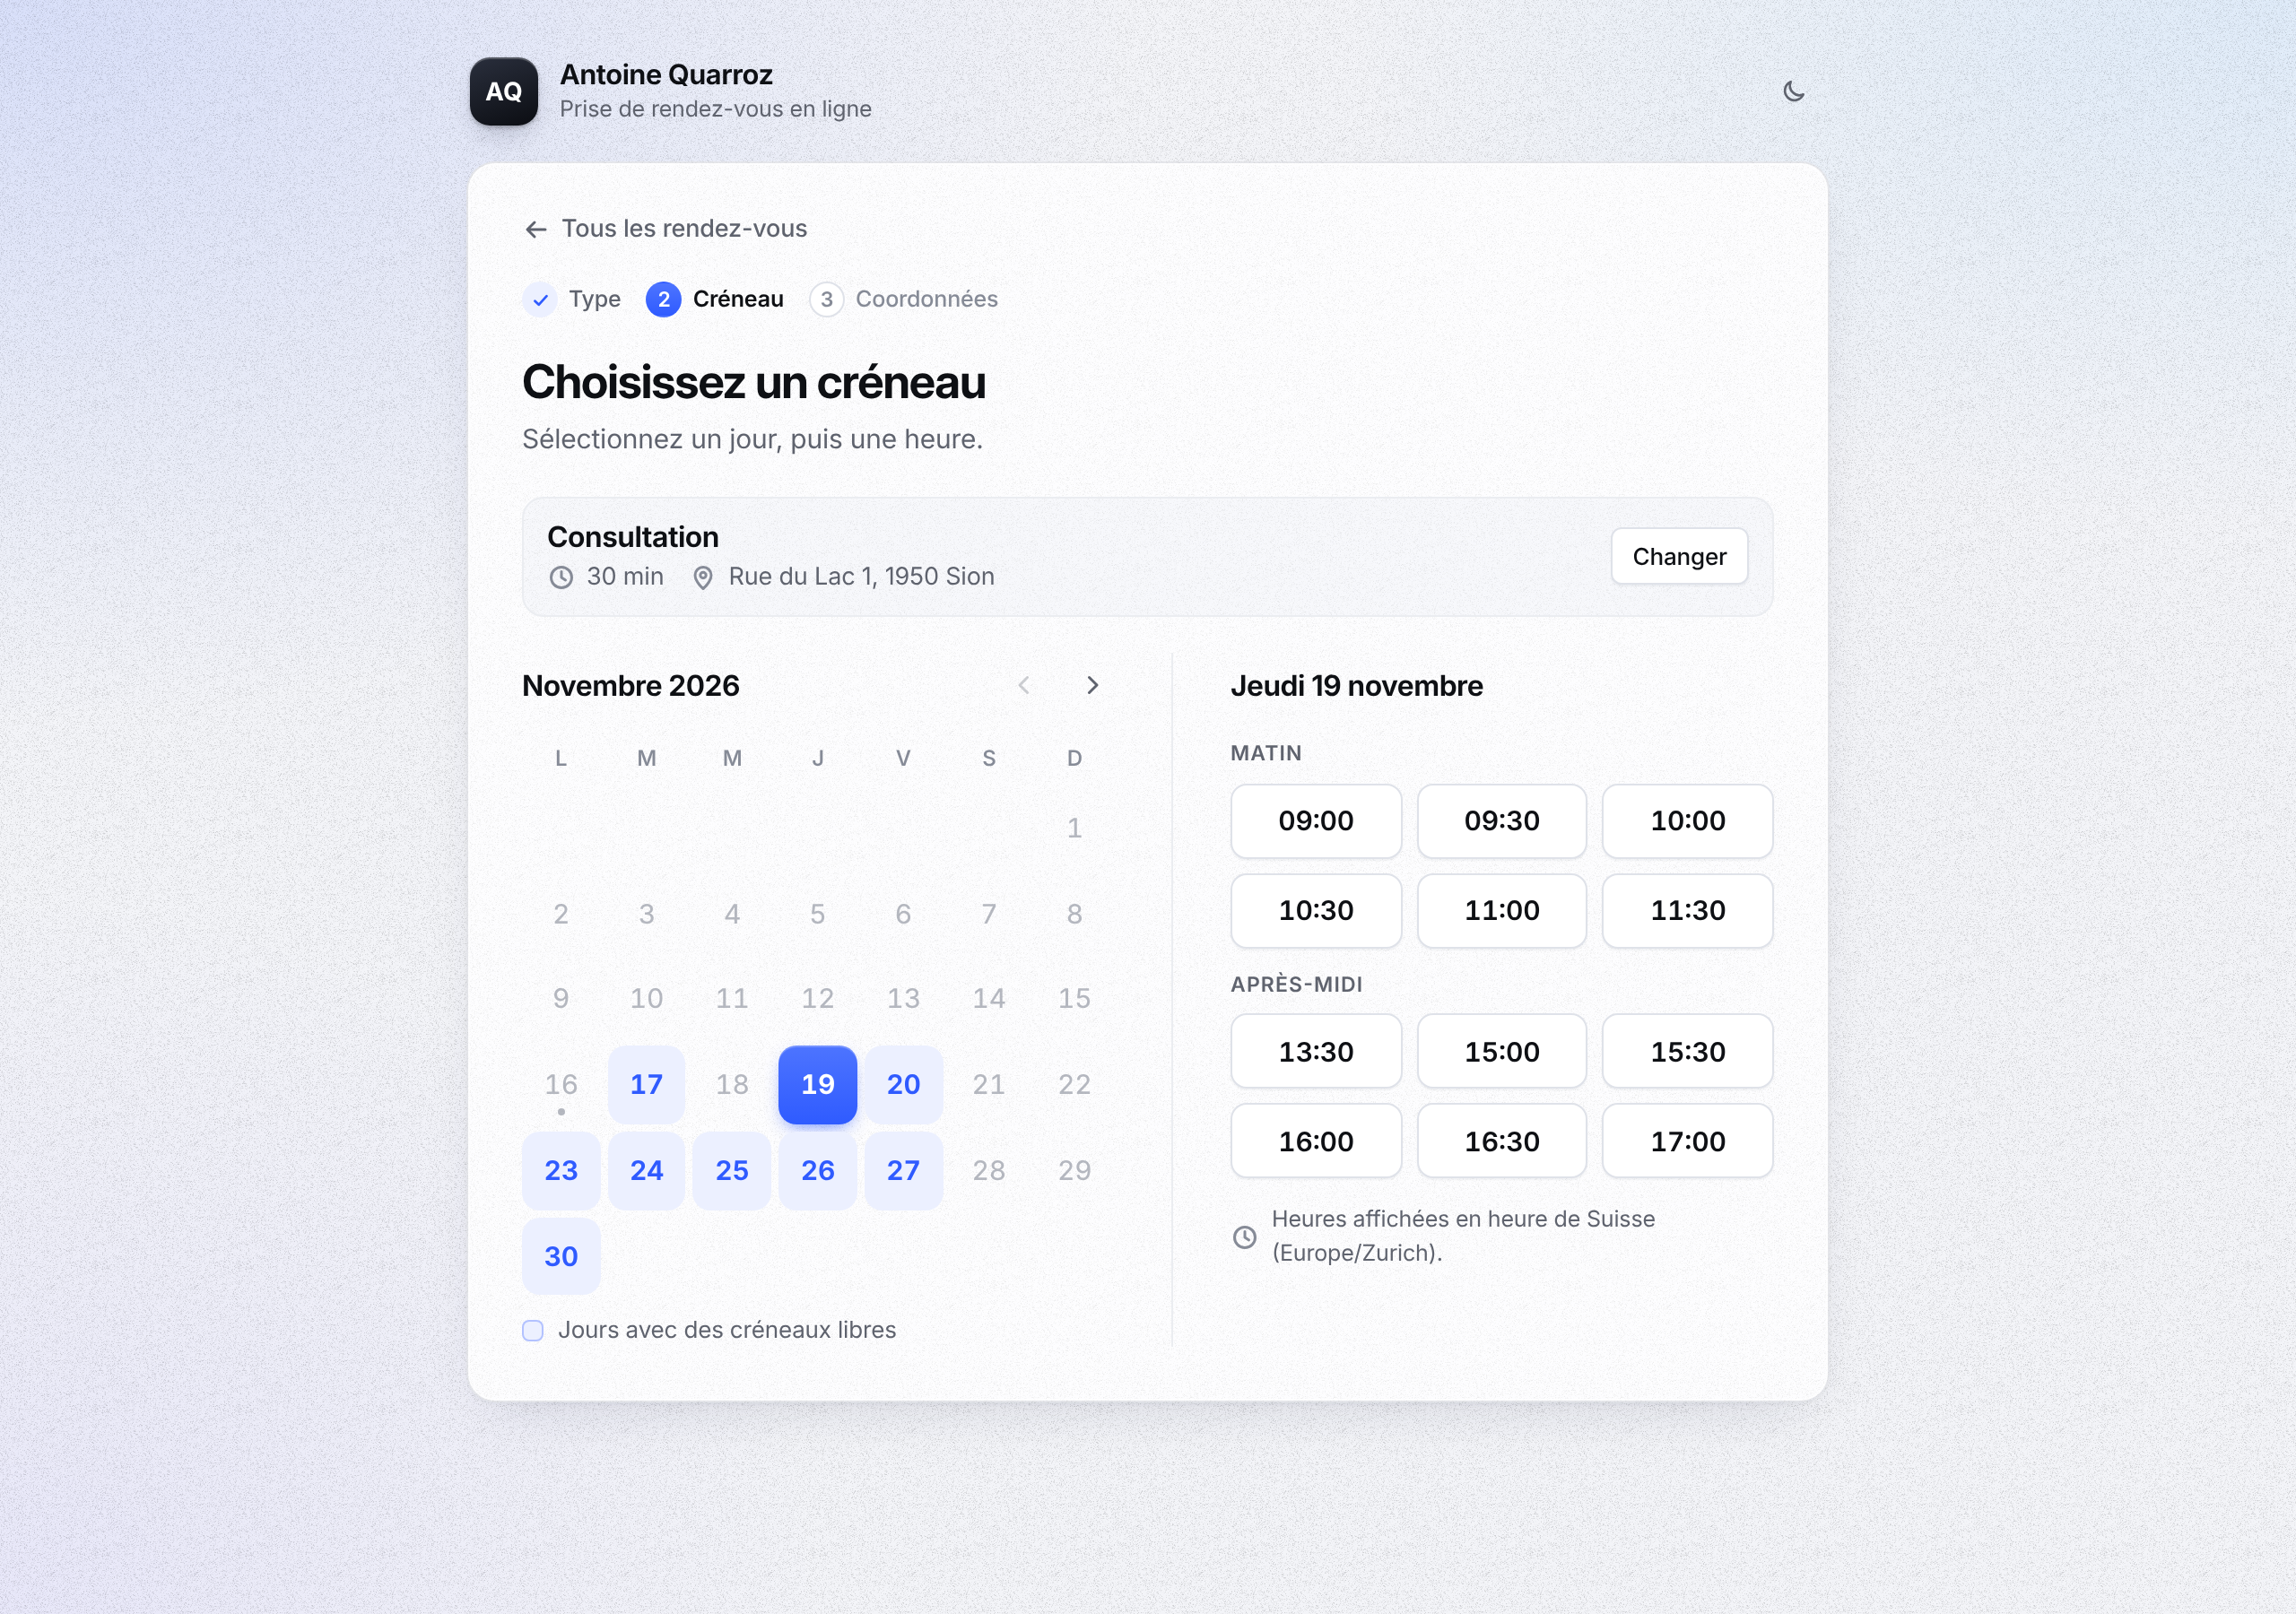 AQ
Antoine Quarroz
Prise de rendez-vous en ligne
Tous les rendez-vous
Type 2 Créneau 3 Coordonnées
Choisissez un créneau
Sélectionnez un jour, puis une heure.
Consultation
30 min Rue du Lac 1, 1950 Sion
Changer
Novembre 2026
L M M J V S D
1
2 3 4 5 6 7 8
9 10 11 12 13 14 15
16 17 18 19 20 21 22
23 24 25 26 27 28 29
30
Jours avec des créneaux libres
Jeudi 19 novembre
MATIN
09:00 09:30 10:00
10:30 11:00 11:30
APRÈS-MIDI
13:30 15:00 15:30
16:00 16:30 17:00
Heures affichées en heure de Suisse
(Europe/Zurich).